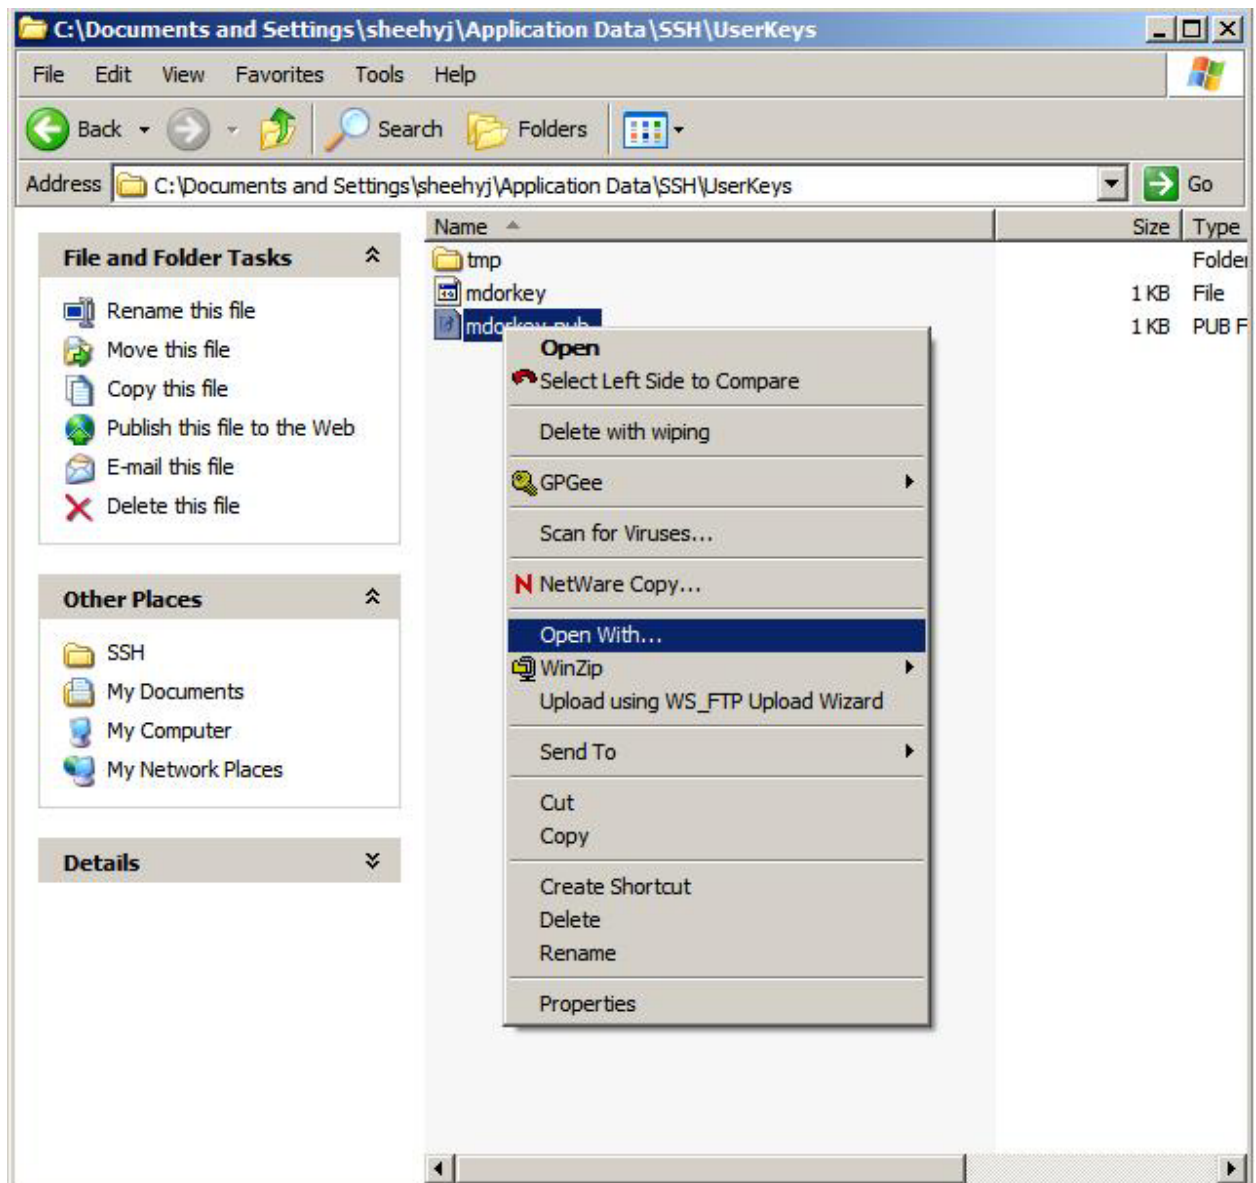 C:\Documents and Settings\sheehyj\Application Data\SSH\UserKeys
File Edit View Favorites Tools Help
Back Search Folders
Address C:\Documents and Settings\sheehyj\Application Data\SSH\UserKeys Go
Name Size Type
File and Folder Tasks
Rename this file
Move this file
Copy this file
Publish this file to the Web
E-mail this file
Delete this file
Other Places
SSH
My Documents
My Computer
My Network Places
Details
tmp Folder
mdorkey 1 KB File
mdorkey.pub 1 KB PUB F
Open
Select Left Side to Compare
Delete with wiping
GPGee
Scan for Viruses...
N NetWare Copy...
Open With...
WinZip
Upload using WS_FTP Upload Wizard
Send To
Cut
Copy
Create Shortcut
Delete
Rename
Properties